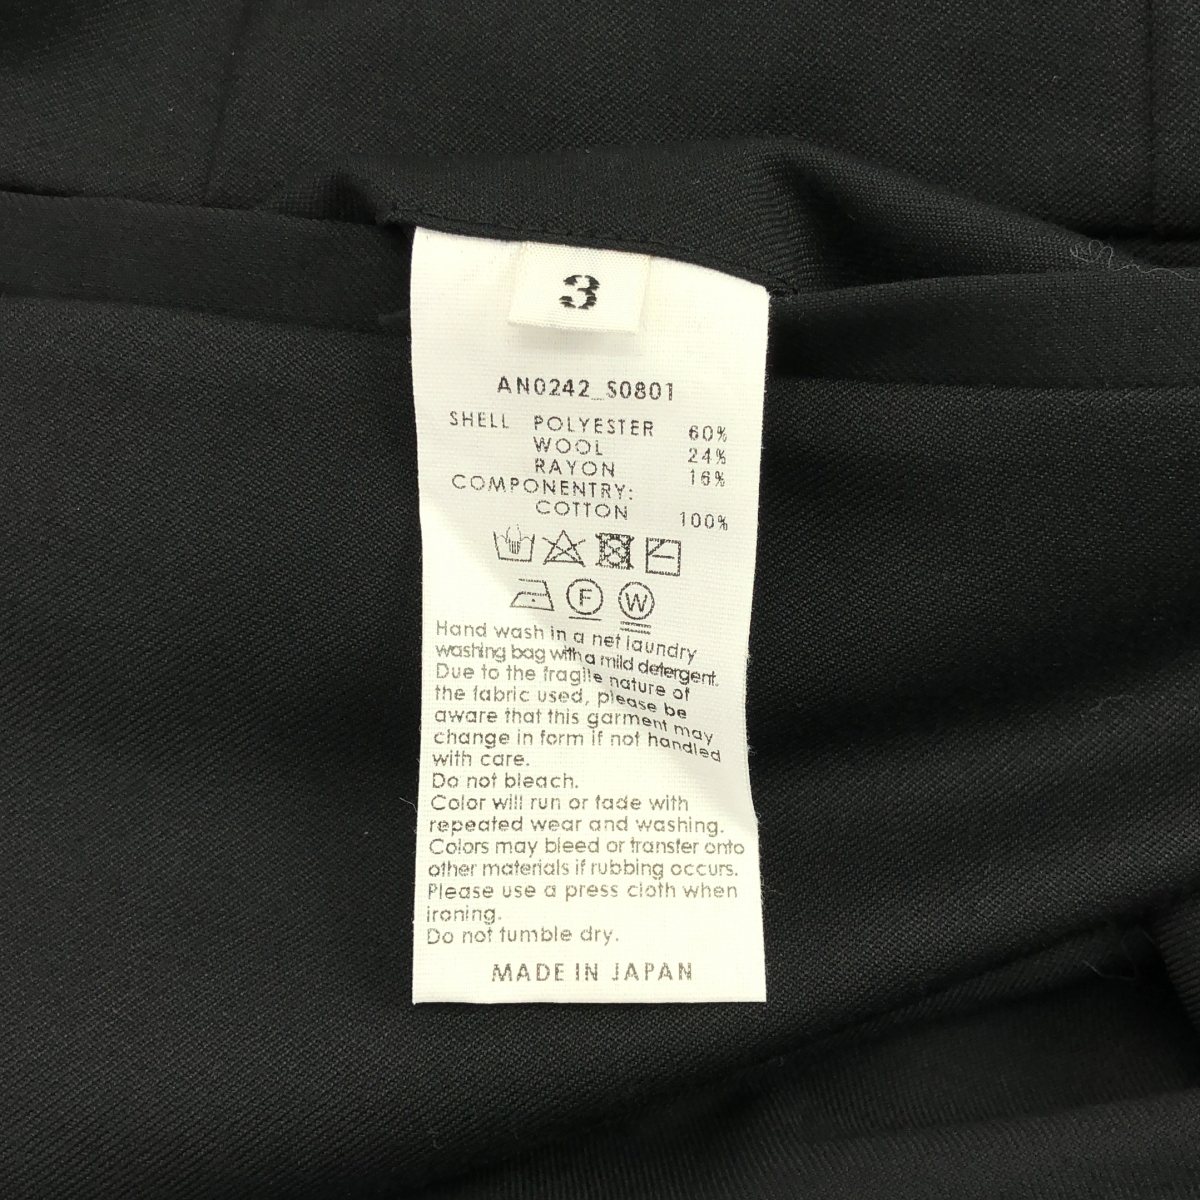 3
AN0242_S0801
SHELL POLYESTER 60%
WOOL 24%
RAYON 16%
COMPONENTRY:
COTTON 100%
F W
Hand wash in a net laundry
washing bag with a mild detergent.
Due to the fragile nature of
the fabric used, please be
aware that this garment may
change in form if not handled
with care.
Do not bleach.
Color will run or fade with
repeated wear and washing.
Colors may bleed or transfer onto
other materials if rubbing occurs.
Please use a press cloth when
ironing.
Do not tumble dry.
MADE IN JAPAN